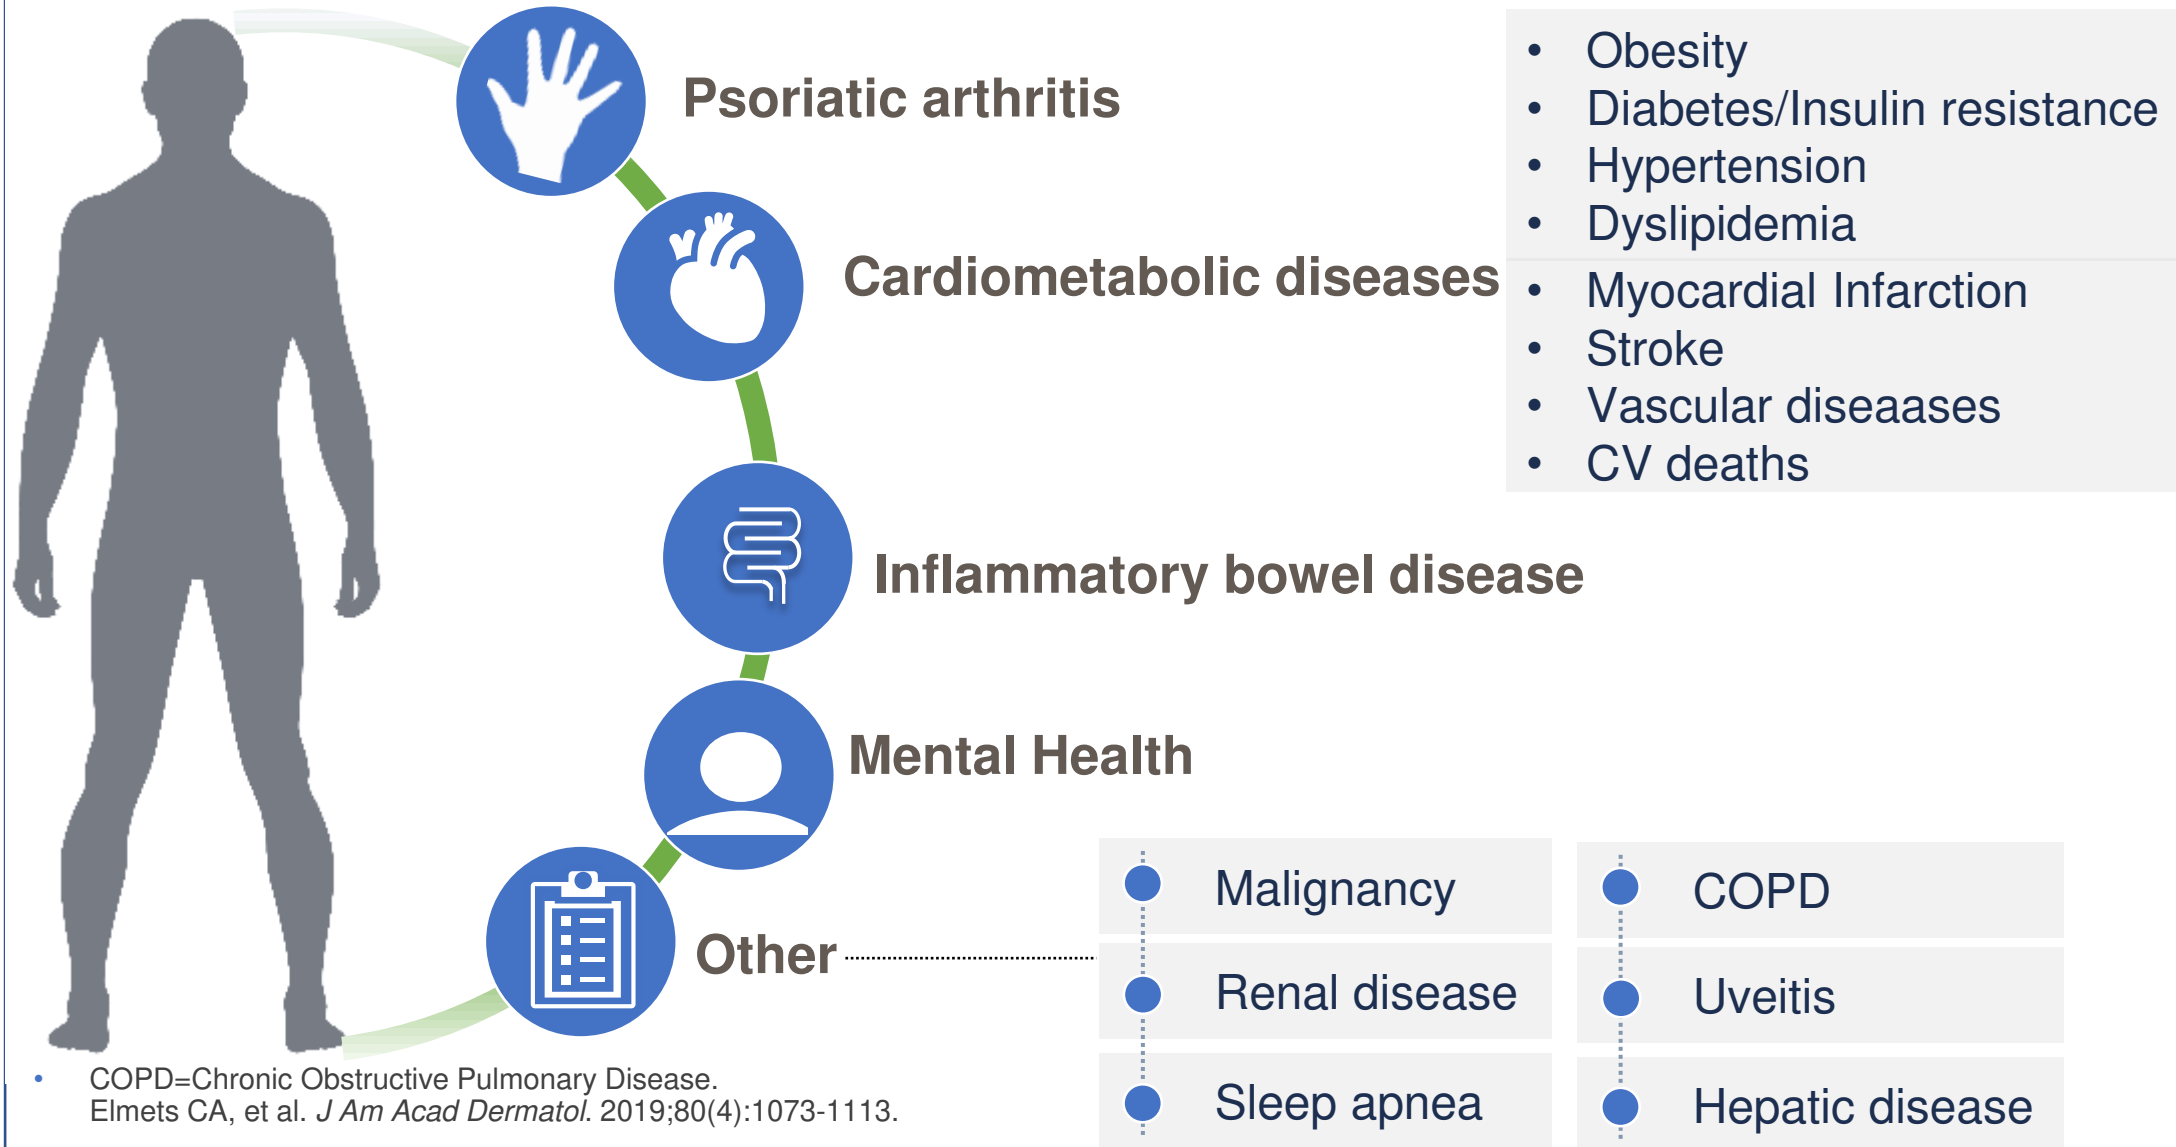 Psoriatic arthritis
Cardiometabolic diseases
• Obesity
• Diabetes/Insulin resistance
• Hypertension
• Dyslipidemia
• Myocardial Infarction
• Stroke
• Vascular diseaases
• CV deaths
Inflammatory bowel disease
Mental Health
Other
Malignancy
Renal disease
Sleep apnea
COPD
Uveitis
Hepatic disease
• COPD=Chronic Obstructive Pulmonary Disease.
Elmets CA, et al. J Am Acad Dermatol. 2019;80(4):1073-1113.